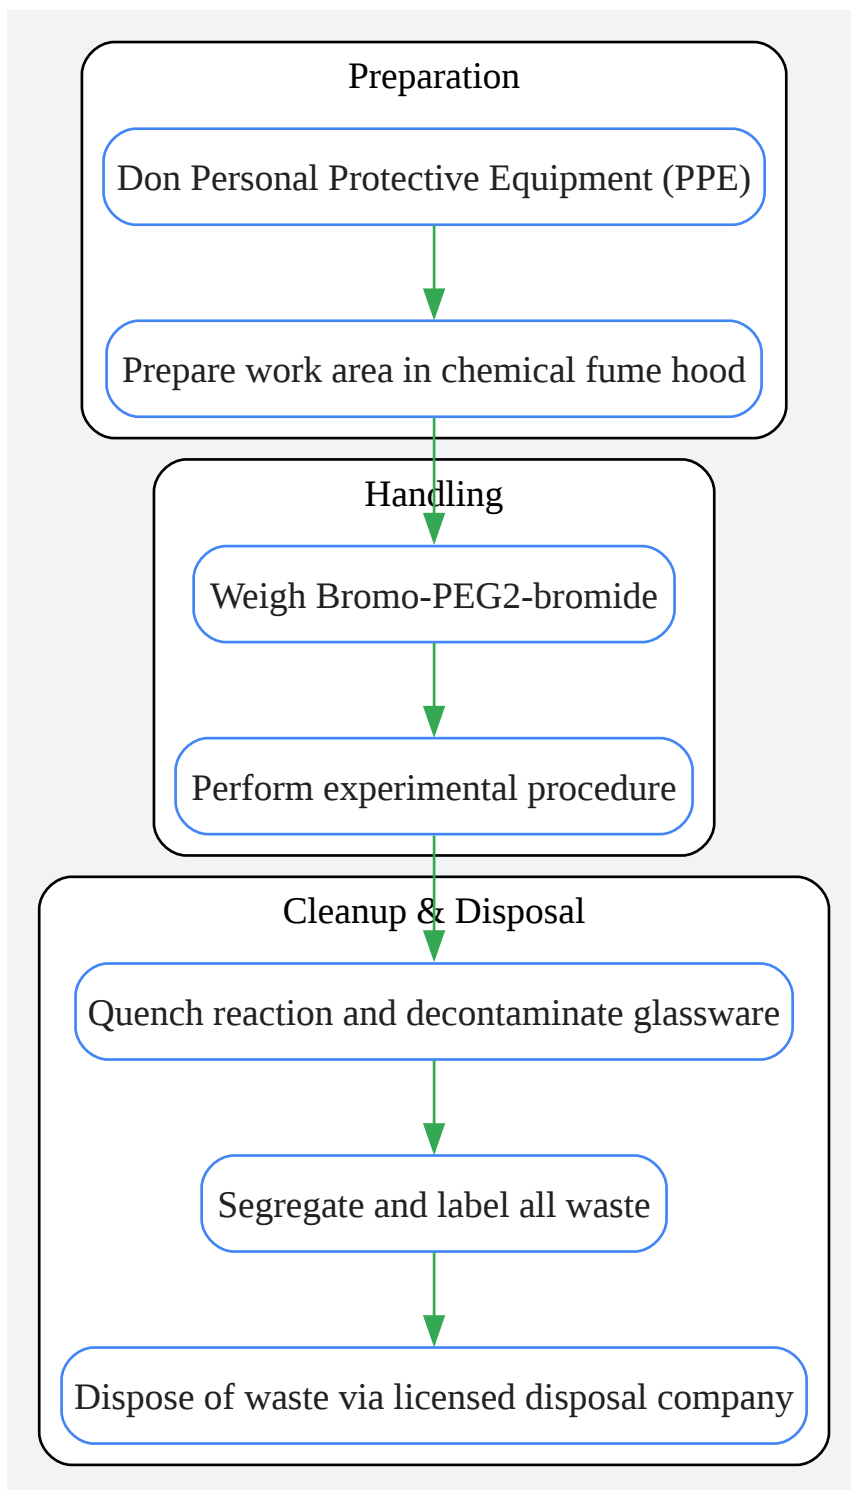 Preparation
Don Personal Protective Equipment (PPE)
Prepare work area in chemical fume hood
Handling
Weigh Bromo-PEG2-bromide
Perform experimental procedure
Cleanup & Disposal
Quench reaction and decontaminate glassware
Segregate and label all waste
Dispose of waste via licensed disposal company